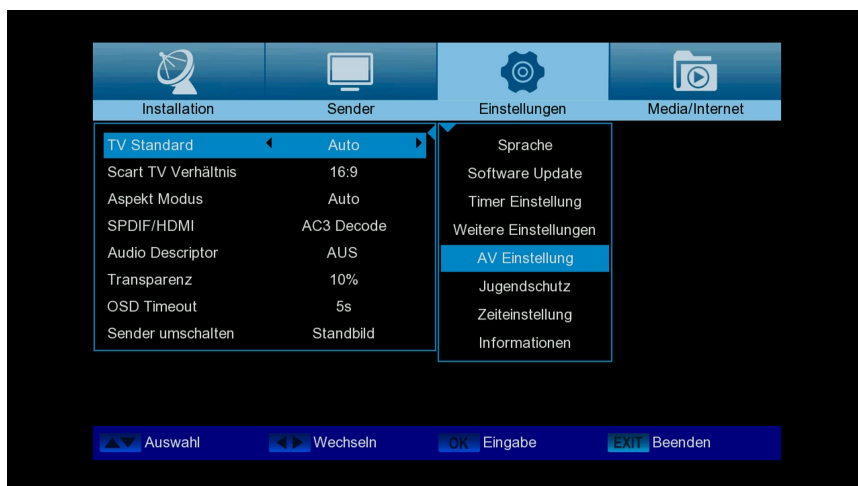 Installation Sender Einstellungen Media/Internet
TV Standard Auto
Scart TV Verhältnis 16:9
Aspekt Modus Auto
SPDIF/HDMI AC3 Decode
Audio Descriptor AUS
Transparenz 10%
OSD Timeout 5s
Sender umschalten Standbild
Sprache
Software Update
Timer Einstellung
Weitere Einstellungen
AV Einstellung
Jugendschutz
Zeiteinstellung
Informationen
Auswahl Wechseln OK Eingabe EXIT Beenden